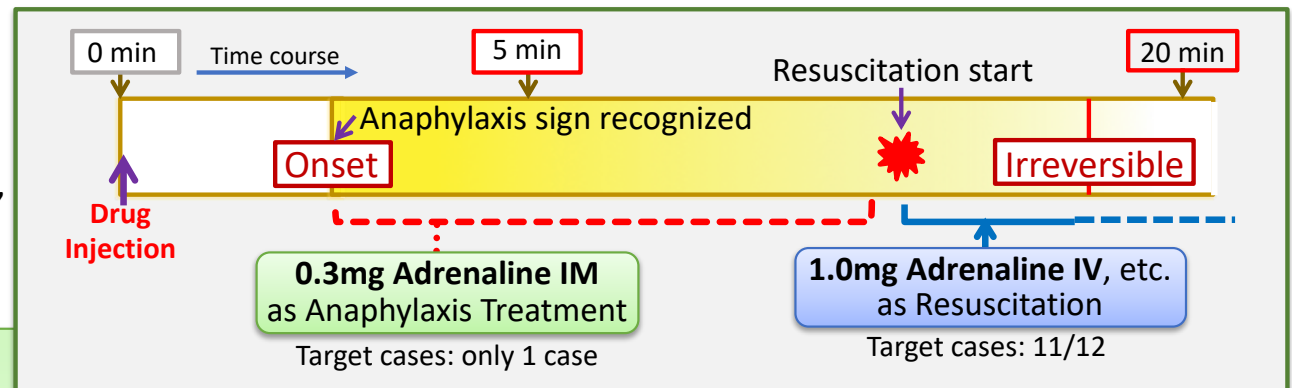 0 min
Time course
5 min
20 min
Resuscitation start
Anaphylaxis sign recognized
Onset
Irreversible
,
Drug
Injection
0.3mg Adrenaline IM
as Anaphylaxis Treatment
Target cases: only 1 case
1.0mg Adrenaline IV, etc.
as Resuscitation
Target cases: 11/12